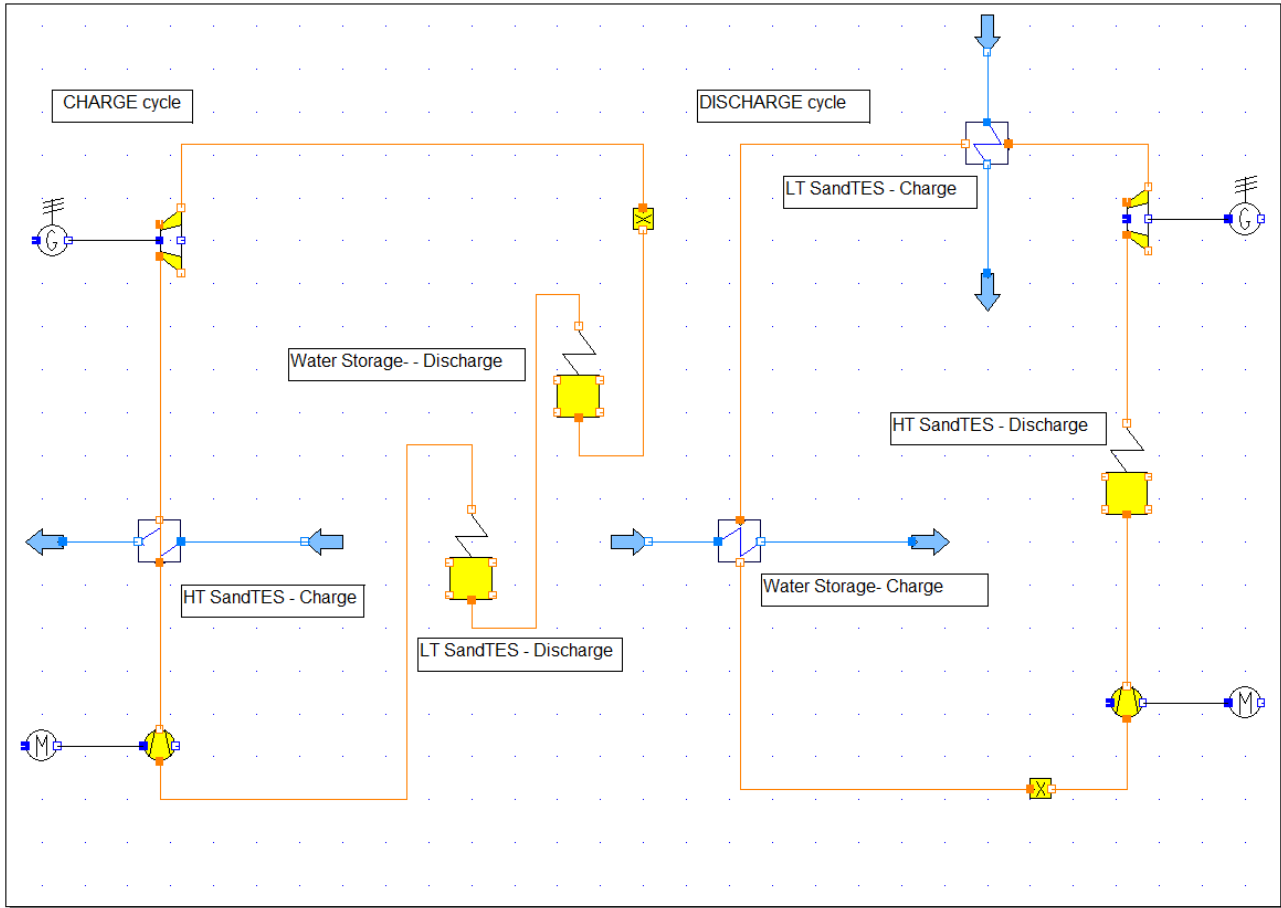 CHARGE cycle
DISCHARGE cycle
LT SandTES - Charge
G
G
Water Storage- - Discharge
HT SandTES - Discharge
HT SandTES - Charge
Water Storage- Charge
LT SandTES - Discharge
M
M